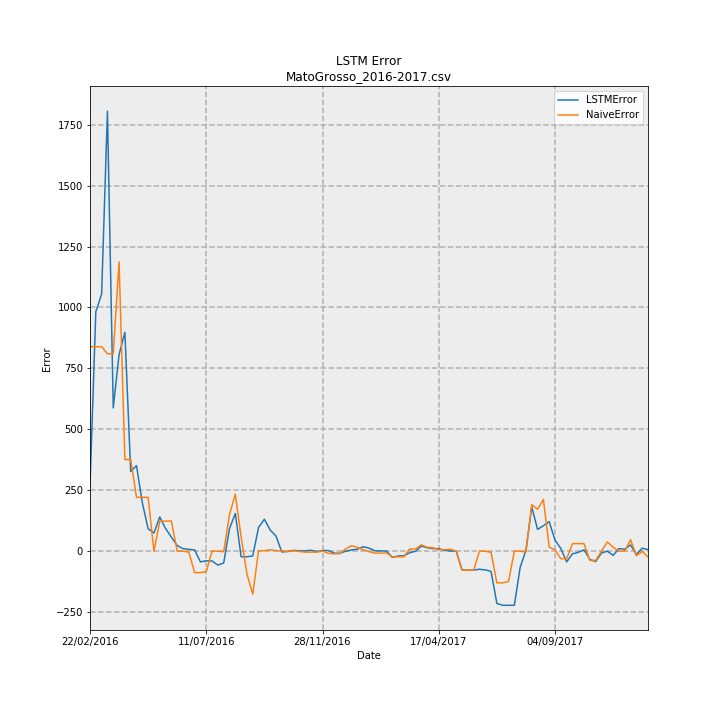 LSTM Error
MatoGrosso_2016-2017.csv
LSTMError
NaiveError
1750
1500
1250
1000
750
500
250
0
−250
Error
22/02/2016
11/07/2016
28/11/2016
17/04/2017
04/09/2017
Date